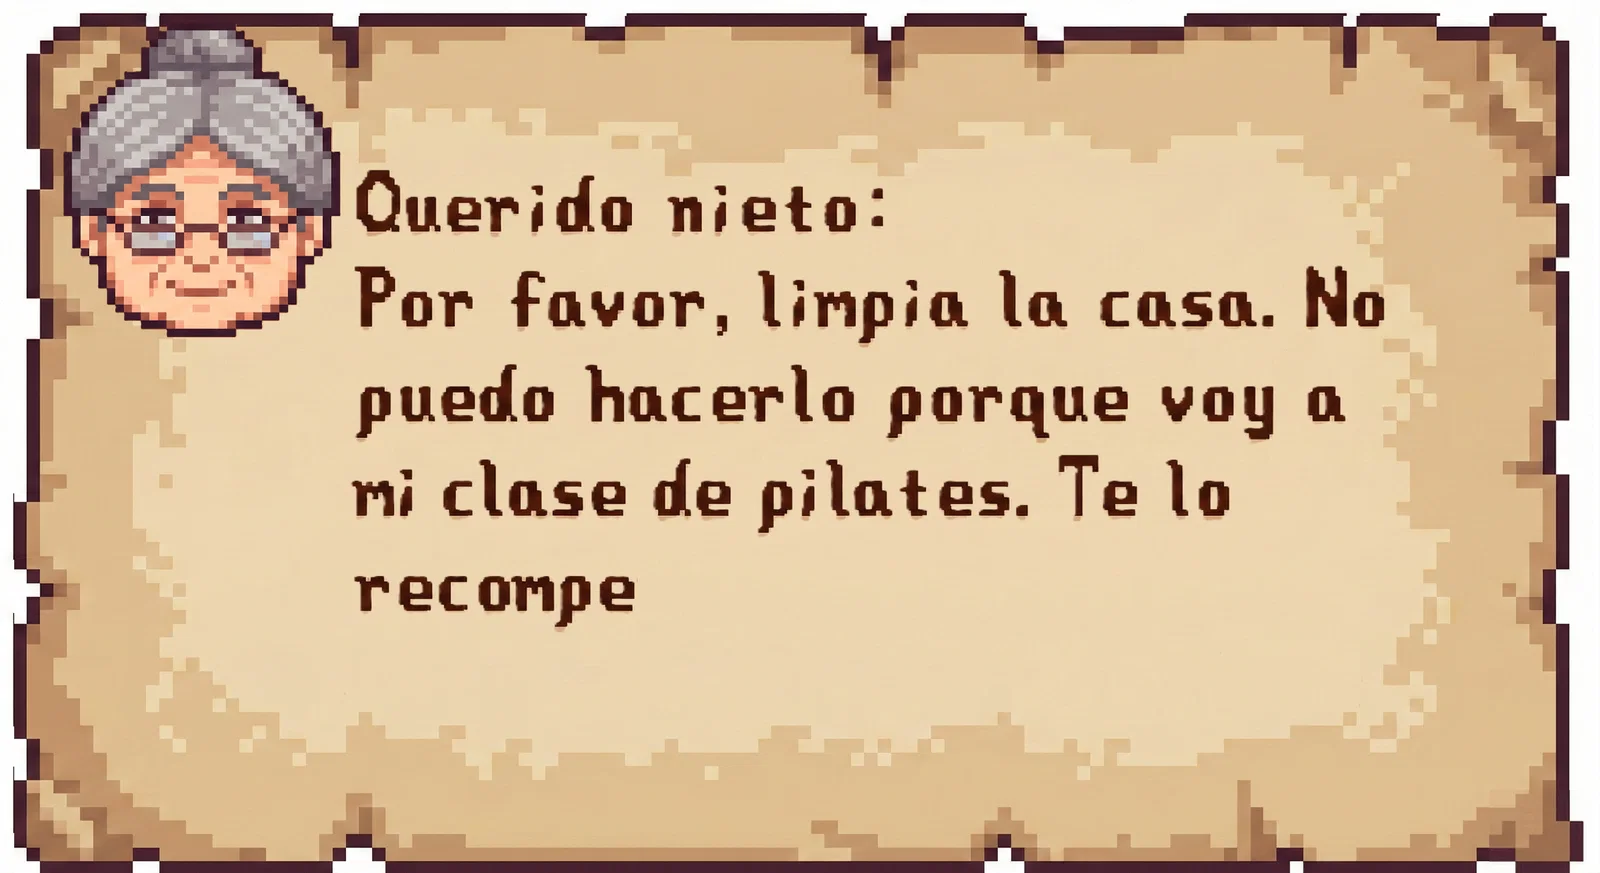 Querido nieto:
Por favor, limpia la casa. No
puedo hacerlo porque voy a
mi clase de pilates. Te lo
recompe